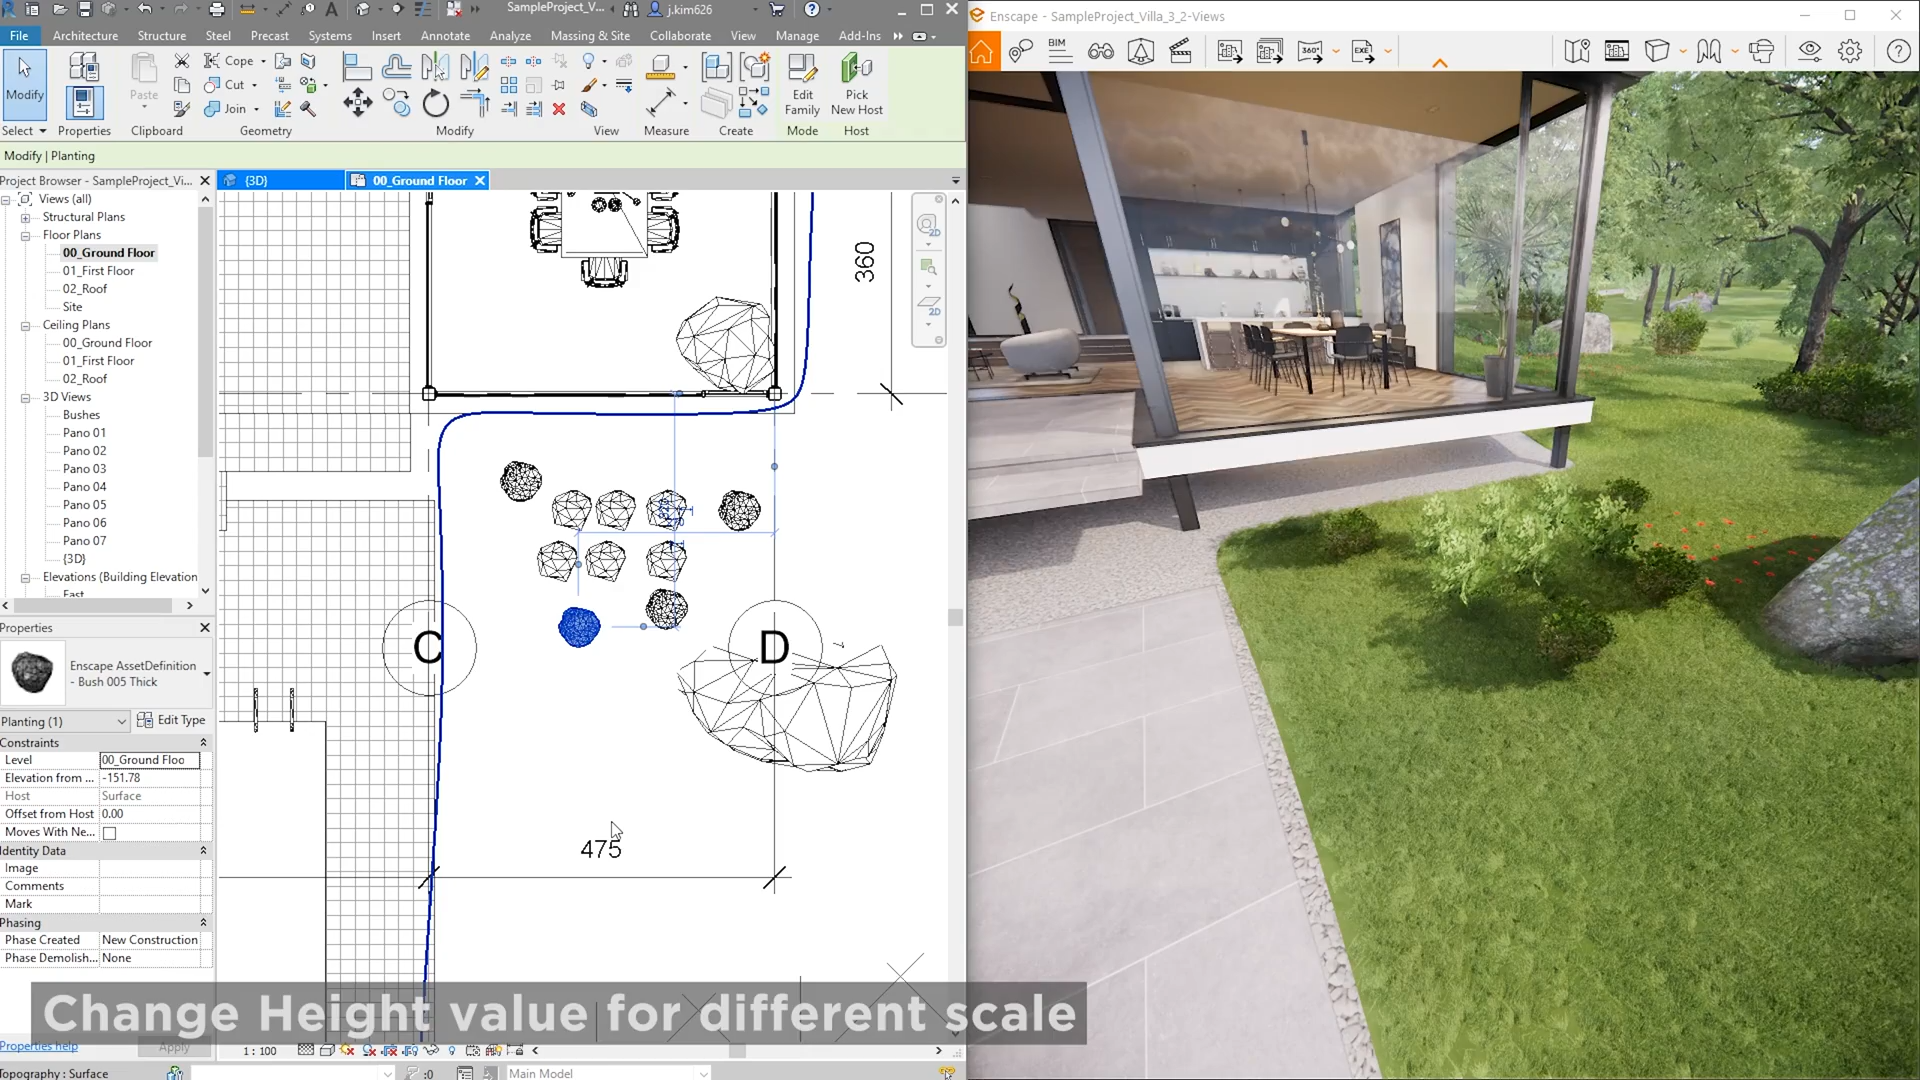 SampleProject_V...
j.kim626
File Architecture Structure Steel Precast Systems Insert Annotate Analyze Massing & Site Collaborate View Manage Add-Ins
Modify
Paste
Cope
Cut
Join
Edit Family
Pick New Host
Select Properties Clipboard Geometry Modify View Measure Create Mode Host
Modify | Planting
Project Browser - SampleProject_Vi...
{3D}
00_Ground Floor
Views (all)
Structural Plans
Floor Plans
00_Ground Floor
01_First Floor
02_Roof
Site
Ceiling Plans
00_Ground Floor
01_First Floor
02_Roof
3D Views
Bushes
Pano 01
Pano 02
Pano 03
Pano 04
Pano 05
Pano 06
Pano 07
{3D}
Elevations (Building Elevation
East
Properties
Enscape AssetDefinition
- Bush 005 Thick
Planting (1)
Edit Type
Constraints
Level 00_Ground Floo
Elevation from ... -151.78
Host Surface
Offset from Host 0.00
Moves With Ne...
Identity Data
Image
Comments
Mark
Phasing
Phase Created New Construction
Phase Demolish... None
Properties help
Apply
2D
2D
360
C
D
475
1 : 100
Topography : Surface
:0
Main Model
Enscape - SampleProject_Villa_3_2-Views
BIM
360°
EXE
Change Height value for different scale